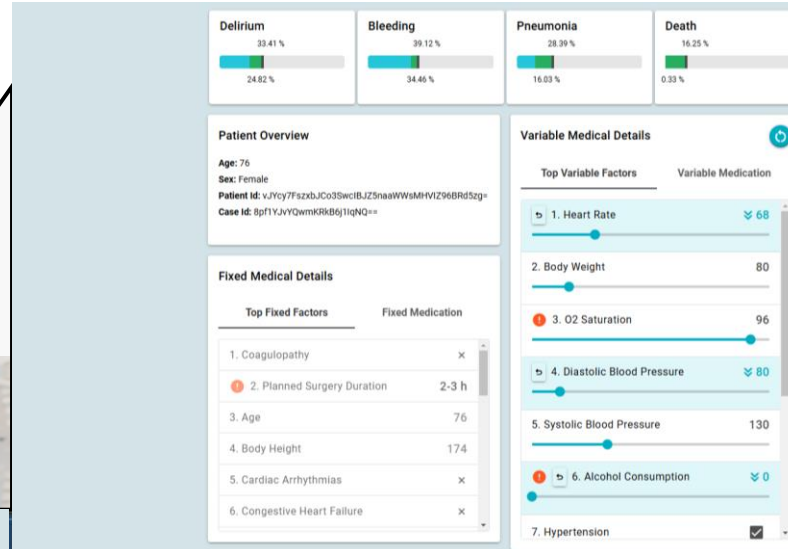 Delirium
33.41 %
24.82 %
Bleeding
39.12 %
34.46 %
Pneumonia
28.39 %
16.03 %
Death
16.25 %
0.33 %
Patient Overview
Age: 76
Sex: Female
Patient Id: vJYcy7FszxbJCo3SwcIBJZ5naaWWsMHVIZ96BRd5zg=
Case Id: 8pf1YJvYQwmKRkB6j1IqNQ==
Fixed Medical Details
Top Fixed Factors Fixed Medication
1. Coagulopathy ×
2. Planned Surgery Duration 2-3 h
3. Age 76
4. Body Height 174
5. Cardiac Arrhythmias ×
6. Congestive Heart Failure ×
Variable Medical Details
Top Variable Factors Variable Medication
1. Heart Rate 68
2. Body Weight 80
3. O2 Saturation 96
4. Diastolic Blood Pressure 80
5. Systolic Blood Pressure 130
6. Alcohol Consumption 0
7. Hypertension